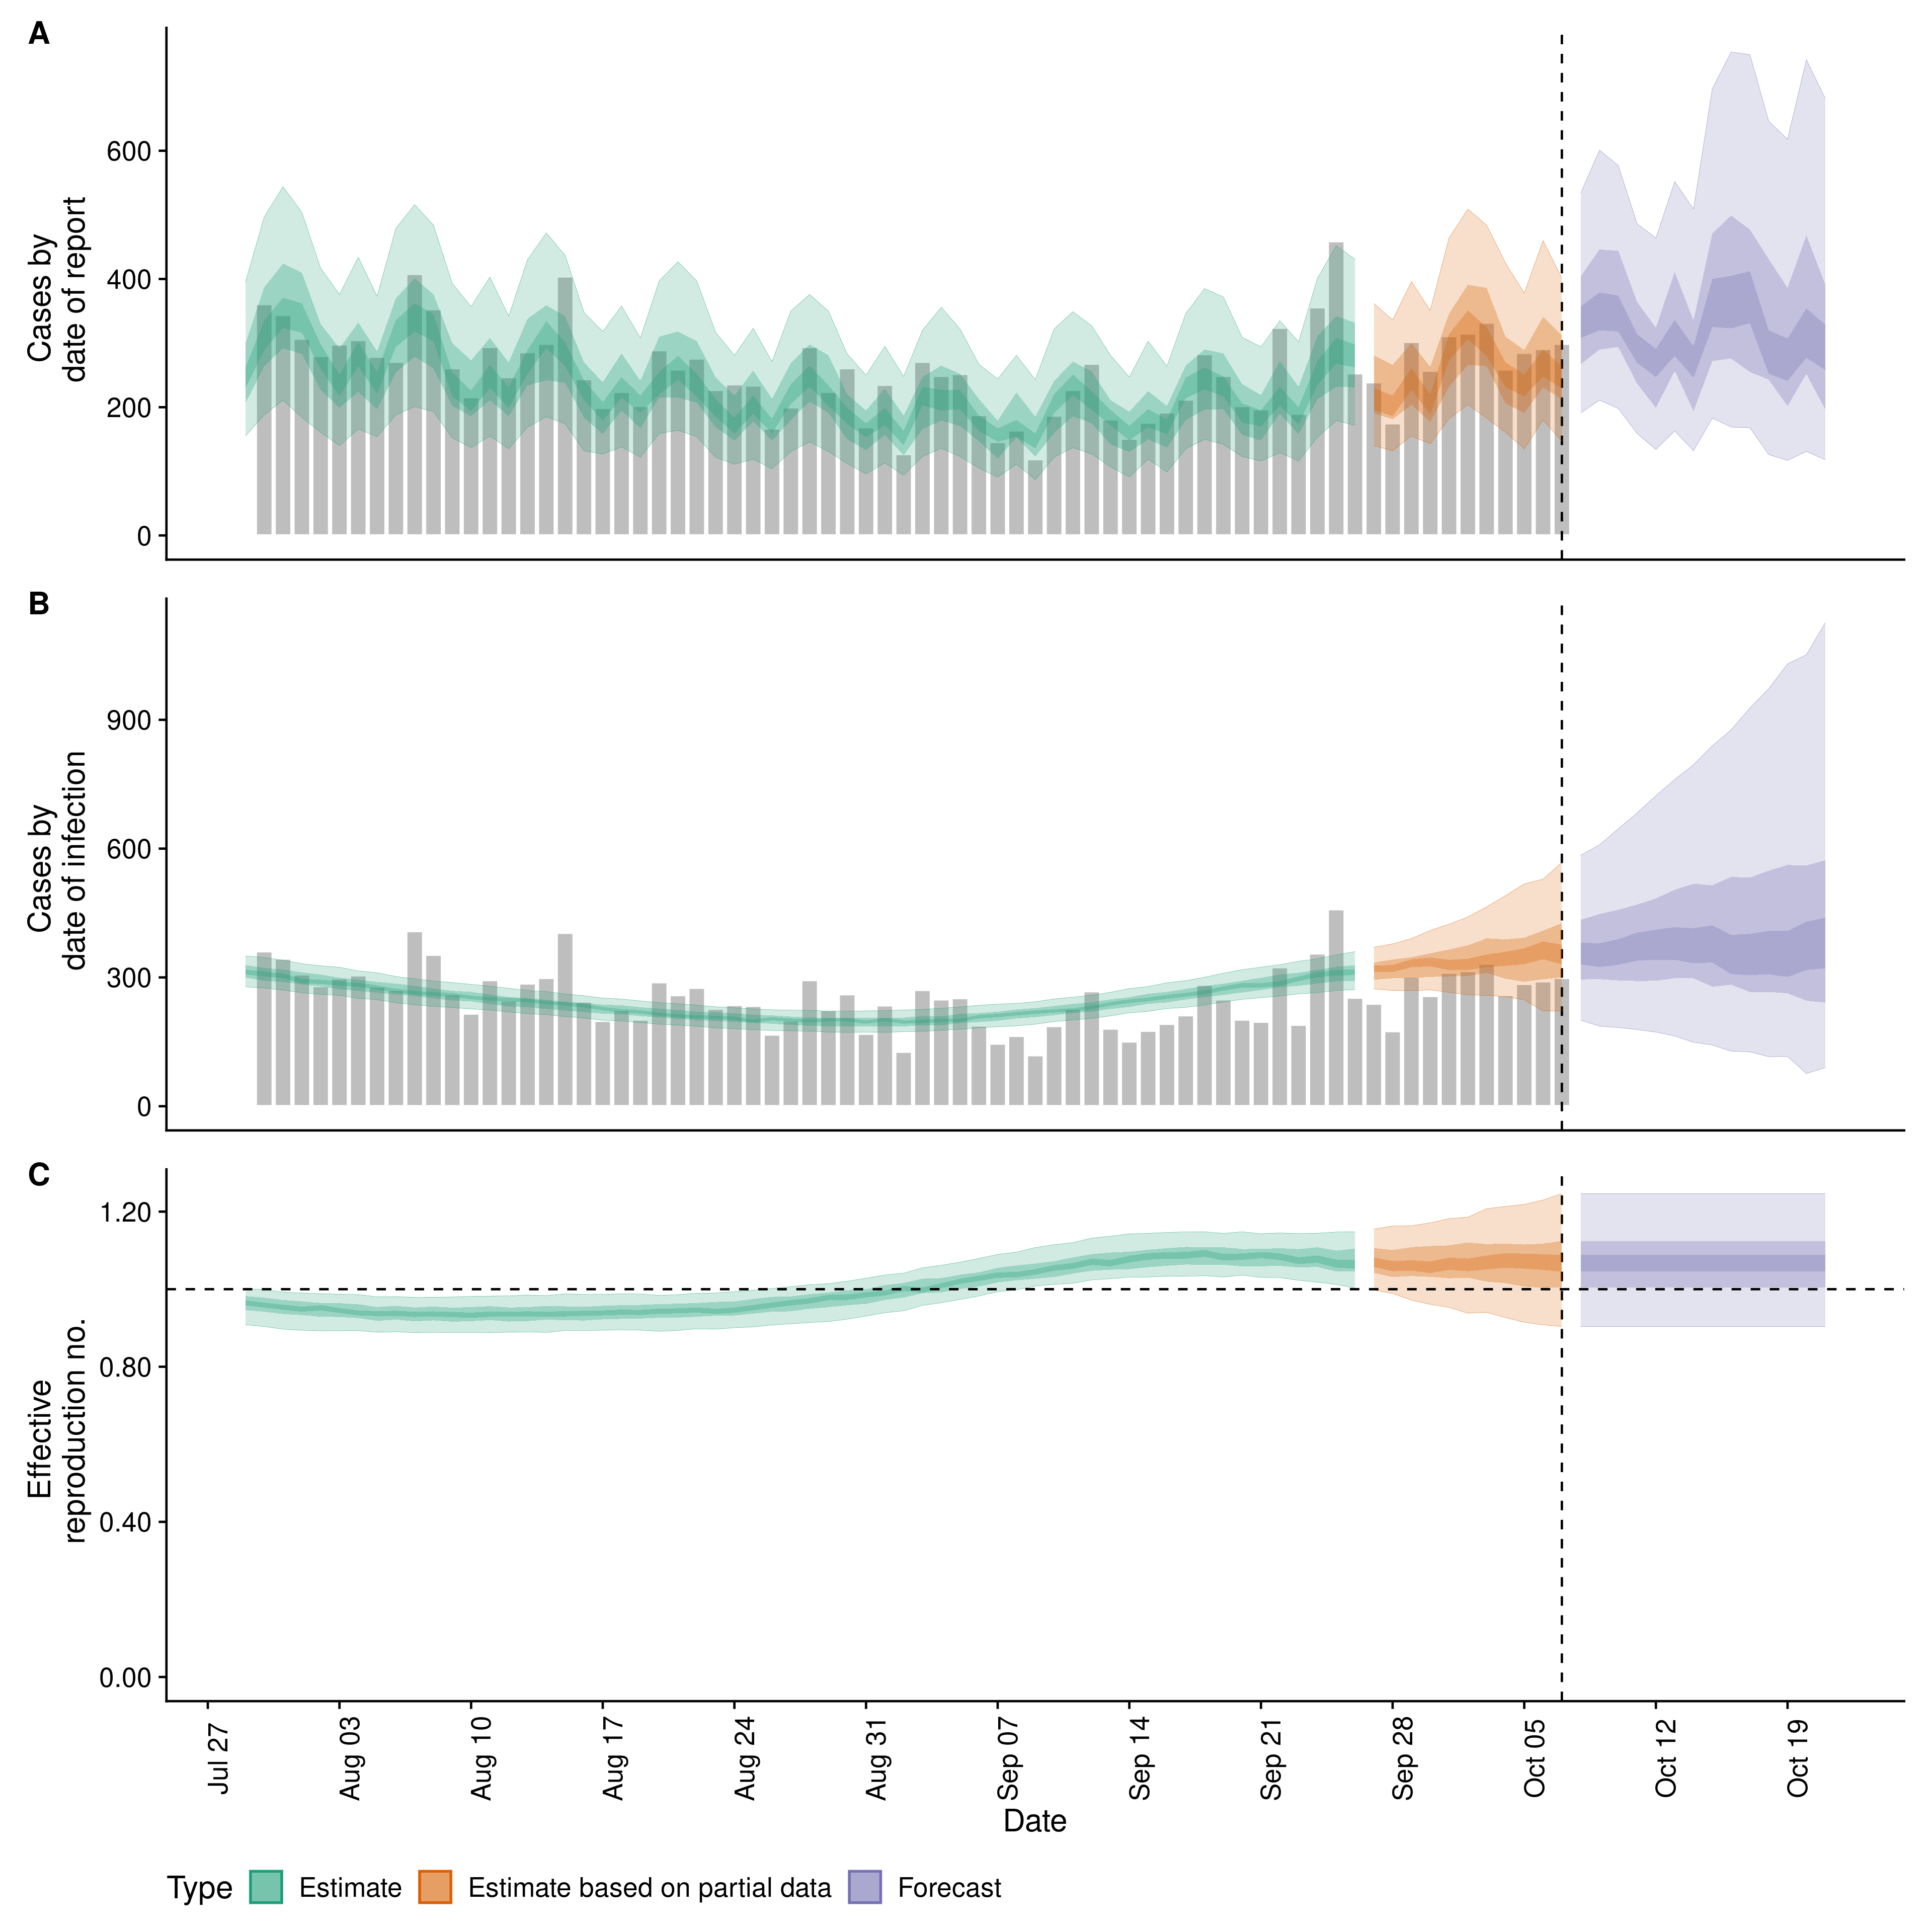 A
Cases by
date of report
600
400
200
0
B
Cases by
date of infection
900
600
300
0
C
Effective
reproduction no.
1.20
0.80
0.40
0.00
Jul 27
Aug 03
Aug 10
Aug 17
Aug 24
Aug 31
Sep 07
Sep 14
Sep 21
Sep 28
Oct 05
Oct 12
Oct 19
Date
Type Estimate Estimate based on partial data Forecast